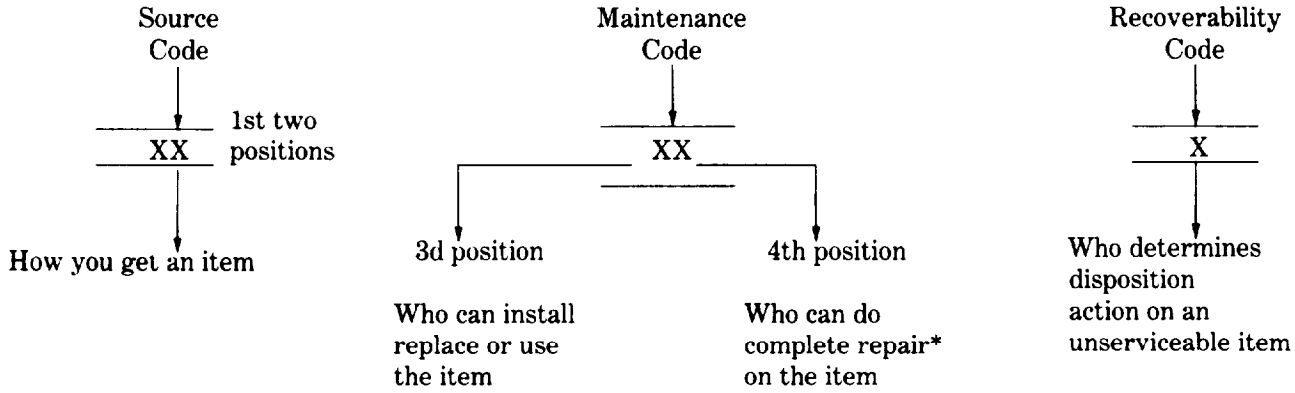 Source
Code
XX
1st two
positions
How you get an item
Maintenance
Code
XX
3d position
Who can install
replace or use
the item
4th position
Who can do
complete repair*
on the item
Recoverability
Code
X
Who determines
disposition
action on an
unserviceable item